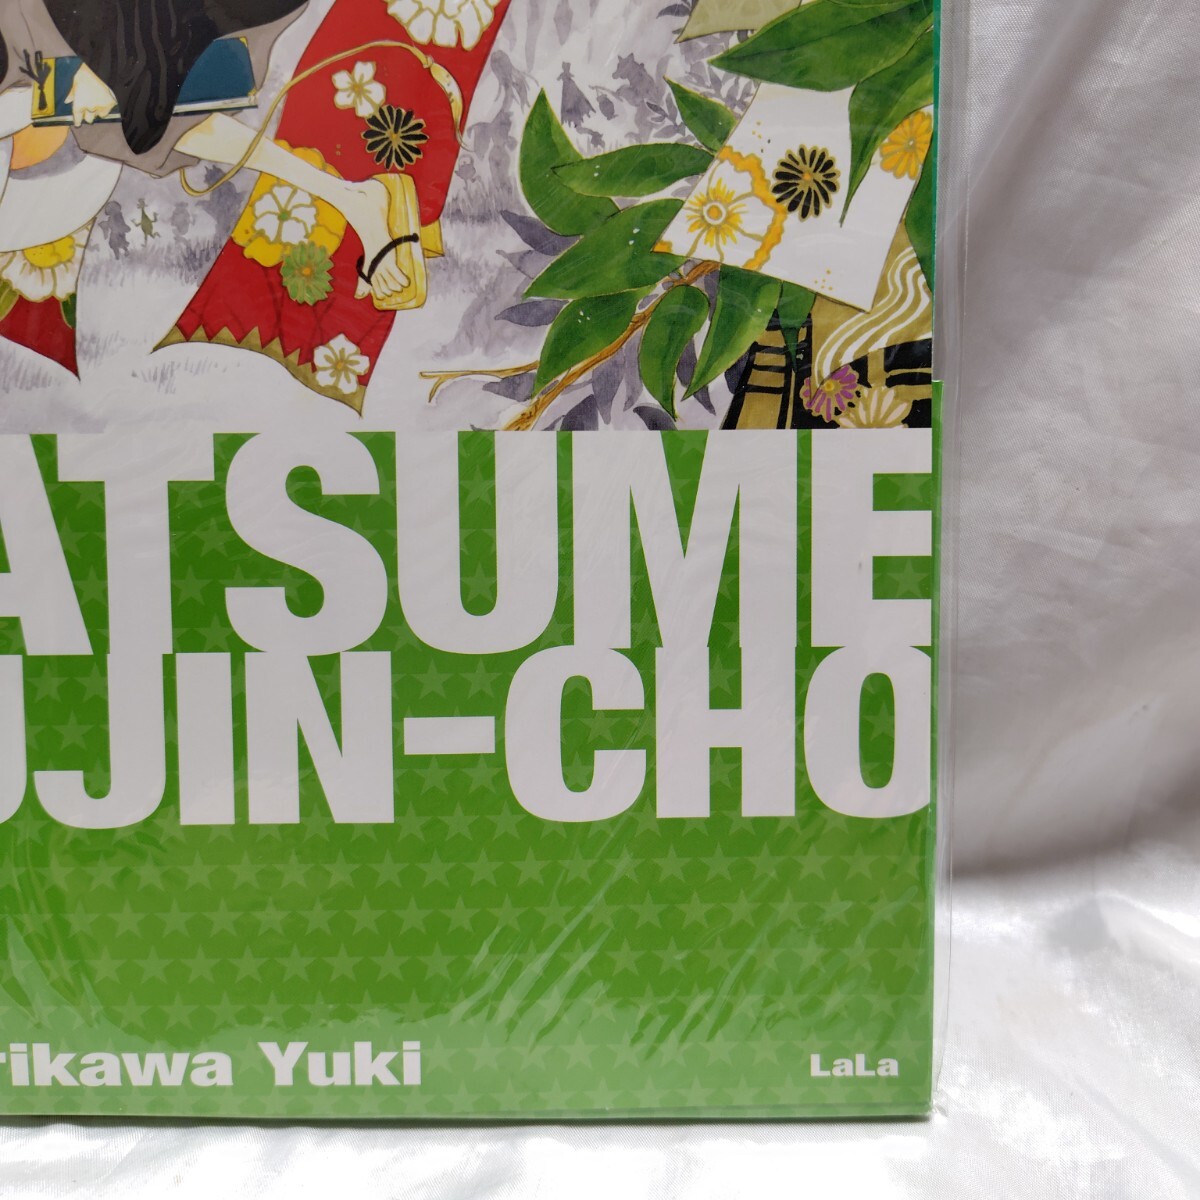 ATSUME
UJIN-CHO
rikawa Yuki
LaLa